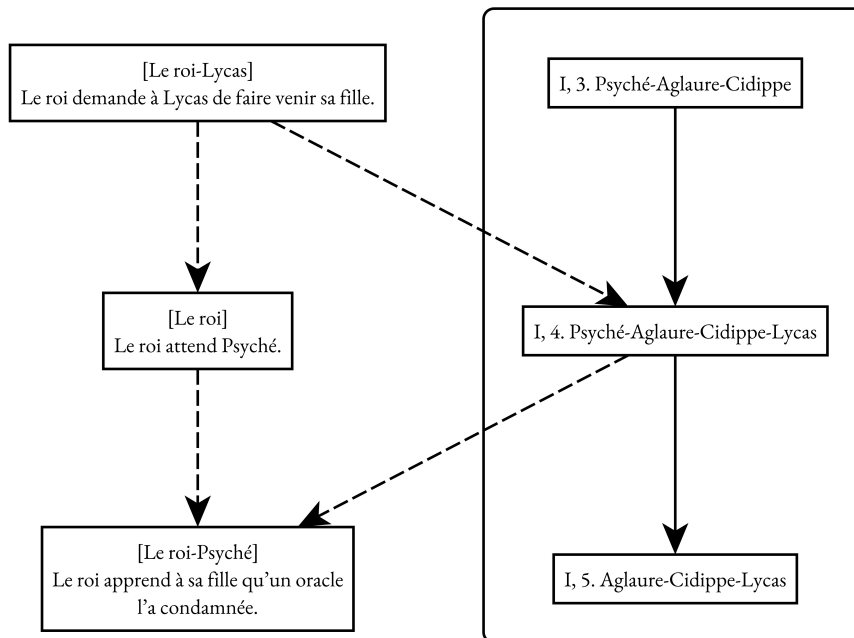 [Le roi-Lycas]
Le roi demande à Lycas de faire venir sa fille.
I, 3. Psyché-Aglaure-Cidippe
[Le roi]
Le roi attend Psyché.
I, 4. Psyché-Aglaure-Cidippe-Lycas
[Le roi-Psyché]
Le roi apprend à sa fille qu’un oracle
l’a condamnée.
I, 5. Aglaure-Cidippe-Lycas